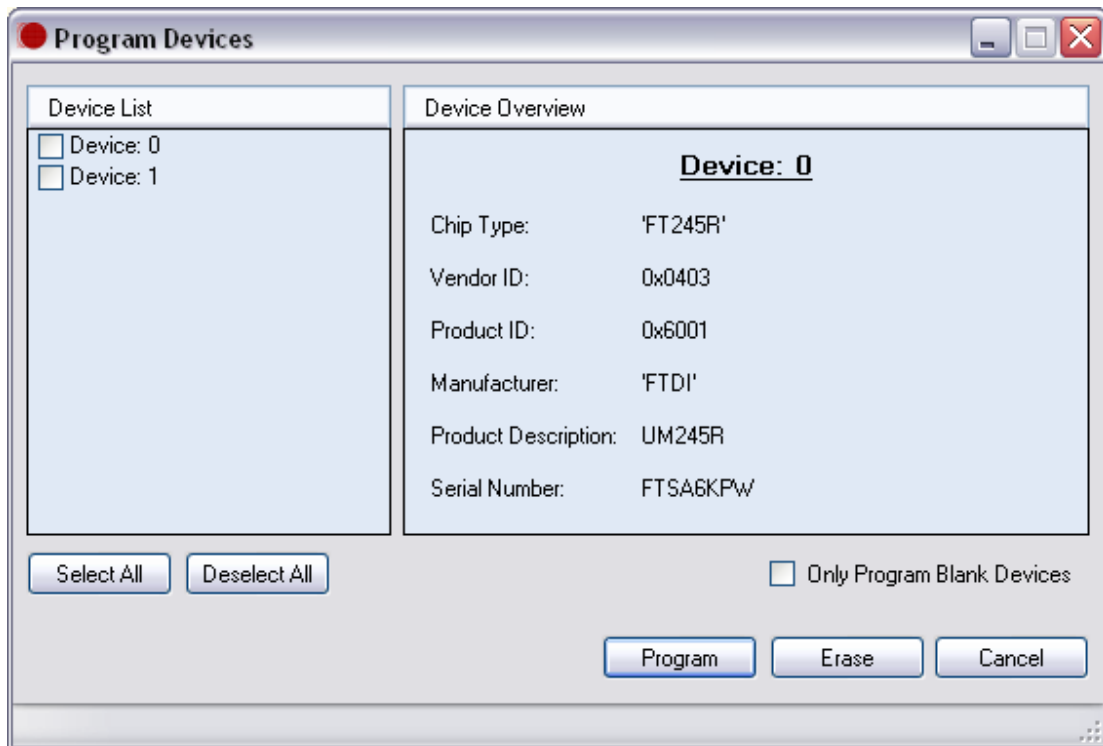 Program Devices
Device List
Device: 0
Device: 1
Device Overview
Device: 0
Chip Type: 'FT245R'
Vendor ID: 0x0403
Product ID: 0x6001
Manufacturer: 'FTDI'
Product Description: UM245R
Serial Number: FTSA6KPW
Select All Deselect All Only Program Blank Devices
Program Erase Cancel